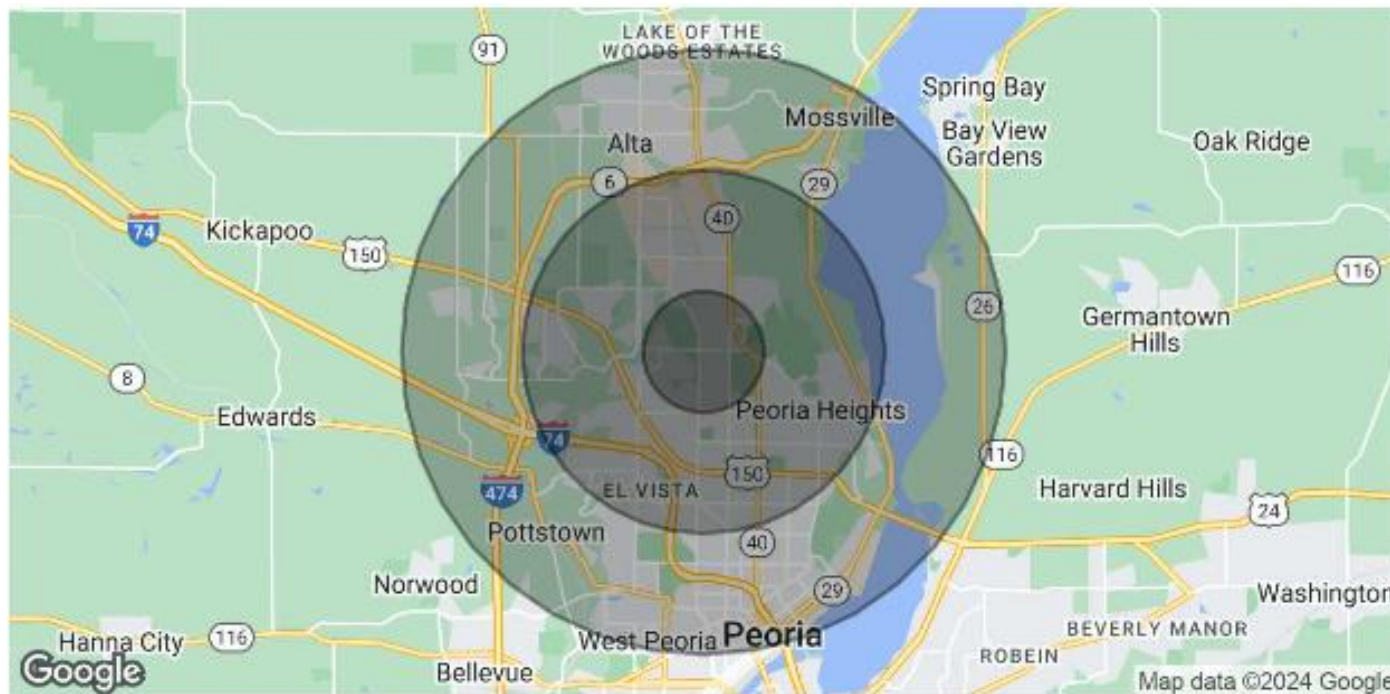 LAKE OF THE
WOODS ESTATES
91
Spring Bay
Mossville
Bay View
Gardens
Oak Ridge
Alta
6
29
40
74
Kickapoo
150
116
26
Germantown
Hills
8
Edwards
Peoria Heights
74
116
150
474
EL VISTA
Harvard Hills
24
Pottstown
40
Norwood
29
Washington
Hanna City
116
West Peoria
Peoria
BEVERLY MANOR
ROBEIN
Bellevue
Google
Map data ©2024 Google